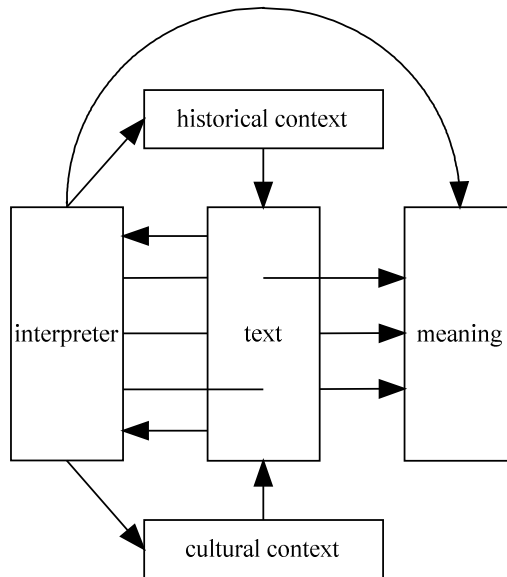 historical context
interpreter
text
meaning
cultural context